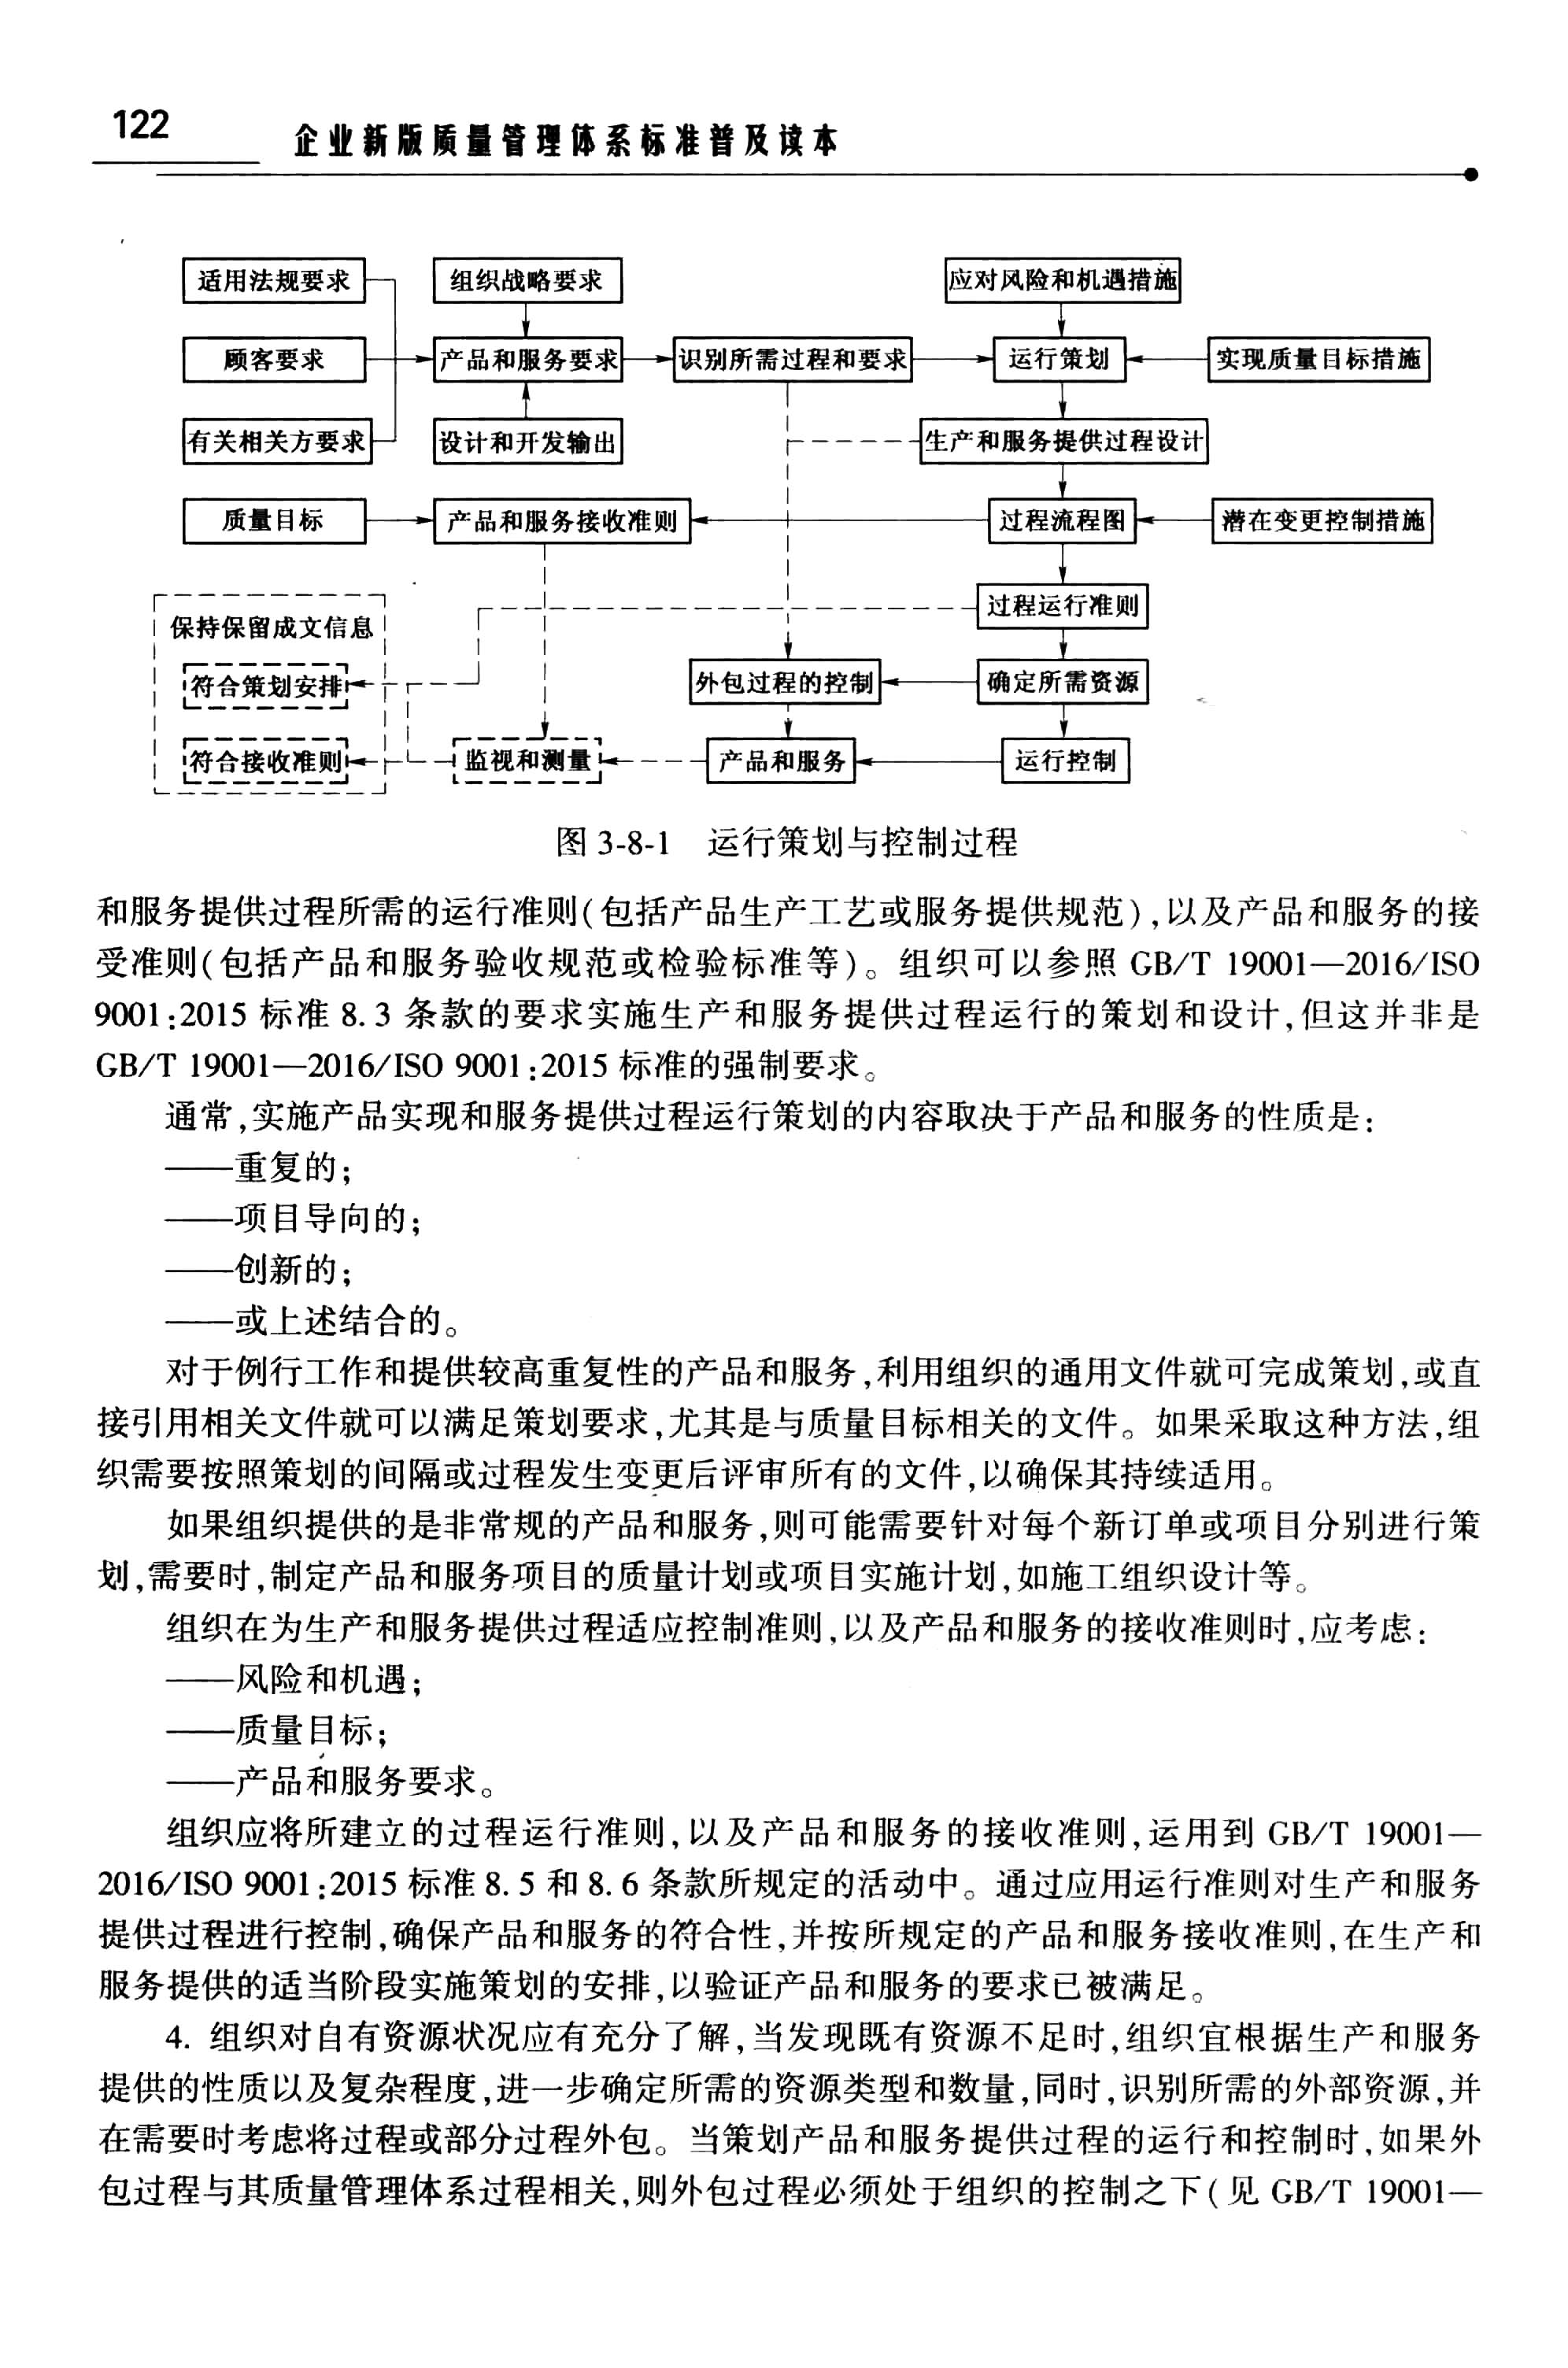 122
企业新版质量管理体系标准普及读本
适用法规要求
组织战略要求
应对风险和机遇措施
顾客要求
产品和服务要求
识别所需过程和要求
运行策划
实现质量目标措施
有关相关方要求
设计和开发输出
生产和服务提供过程设计
质量目标
产品和服务接收准则
过程流程图
潜在变更控制措施
过程运行准则
保持保留成文信息
符合策划安排
外包过程的控制
确定所需资源
符合接收准则
监视和测量
产品和服务
运行控制
图 3-8-1 运行策划与控制过程
和服务提供过程所需的运行准则(包括产品生产工艺或服务提供规范),以及产品和服务的接
受准则(包括产品和服务验收规范或检验标准等)。组织可以参照 GB/T 19001—2016/ISO
9001:2015 标准 8.3 条款的要求实施生产和服务提供过程运行的策划和设计,但这并非是
GB/T 19001—2016/ISO 9001:2015 标准的强制要求。
通常,实施产品实现和服务提供过程运行策划的内容取决于产品和服务的性质是:
——重复的;
——项目导向的;
——创新的;
——或上述结合的。
对于例行工作和提供较高重复性的产品和服务,利用组织的通用文件就可完成策划,或直
接引用相关文件就可以满足策划要求,尤其是与质量目标相关的文件。如果采取这种方法,组
织需要按照策划的间隔或过程发生变更后评审所有的文件,以确保其持续适用。
如果组织提供的是非常规的产品和服务,则可能需要针对每个新订单或项目分别进行策
划,需要时,制定产品和服务项目的质量计划或项目实施计划,如施工组织设计等。
组织在为生产和服务提供过程适应控制准则,以及产品和服务的接收准则时,应考虑:
——风险和机遇;
——质量目标;
——产品和服务要求。
组织应将所建立的过程运行准则,以及产品和服务的接收准则,运用到 GB/T 19001—
2016/ISO 9001:2015 标准 8.5 和 8.6 条款所规定的活动中。通过应用运行准则对生产和服务
提供过程进行控制,确保产品和服务的符合性,并按所规定的产品和服务接收准则,在生产和
服务提供的适当阶段实施策划的安排,以验证产品和服务的要求已被满足。
4. 组织对自有资源状况应有充分了解,当发现既有资源不足时,组织宜根据生产和服务
提供的性质以及复杂程度,进一步确定所需的资源类型和数量,同时,识别所需的外部资源,并
在需要时考虑将过程或部分过程外包。当策划产品和服务提供过程的运行和控制时,如果外
包过程与其质量管理体系过程相关,则外包过程必须处于组织的控制之下(见 GB/T 19001—